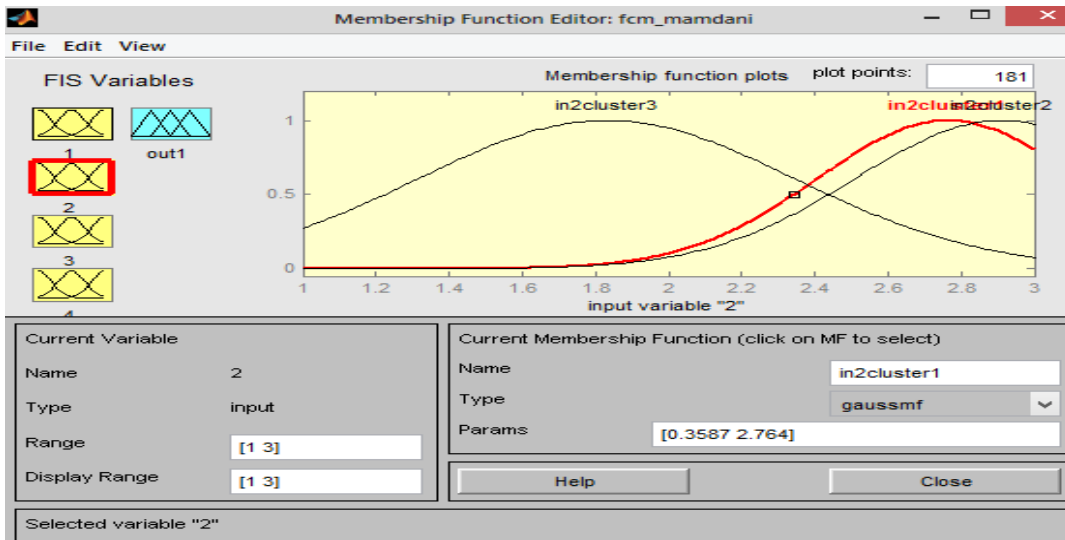 Membership Function Editor: fcm_mamdani
File Edit View
FIS Variables
1
out1
2
3
4
Membership function plots
plot points:
181
in2cluster3
in2cluster1
in2cluster2
1
0.5
0
1 1.2 1.4 1.6 1.8 2 2.2 2.4 2.6 2.8 3
input variable "2"
Current Variable
Name 2
Type input
Range [1 3]
Display Range [1 3]
Current Membership Function (click on MF to select)
Name in2cluster1
Type gaussmf
Params [0.3587 2.764]
Help Close
Selected variable "2"